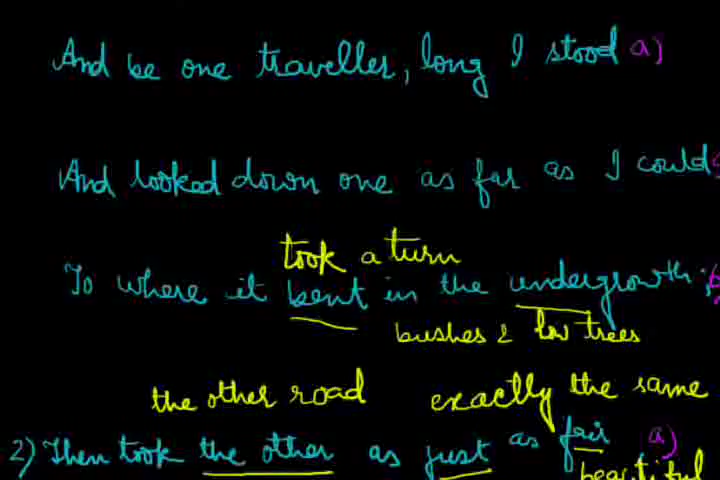 And be one traveller, long I stood a)
And looked down one as far as I could
took a turn
To where it bent in the undergrowth;
bushes & low trees
the other road exactly the same
2) Then took the other as just as fair a)
beautiful